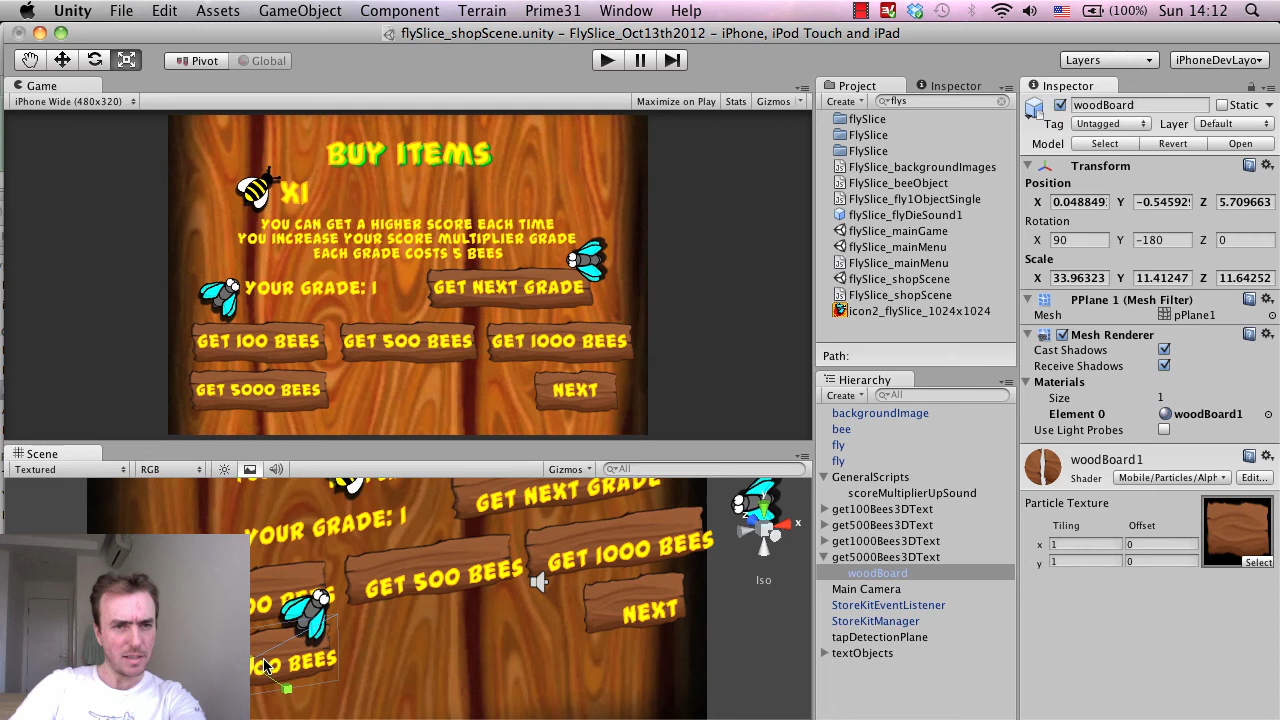 Unity File Edit Assets GameObject Component Terrain Prime31 Window Help (100%) Sun 14:12
flySlice_shopScene.unity - FlySlice_Oct13th2012 - iPhone, iPod Touch and iPad
Pivot Global Layers iPhoneDevLayo
Game
iPhone Wide (480x320) Maximize on Play Stats Gizmos
BUY ITEMS
X1
YOU CAN GET A HIGHER SCORE EACH TIME
YOU INCREASE YOUR SCORE MULTIPLIER GRADE
EACH GRADE COSTS 5 BEES
YOUR GRADE: 1 GET NEXT GRADE
GET 100 BEES GET 500 BEES GET 1000 BEES
GET 5000 BEES NEXT
Scene
Textured RGB Gizmos All
GET NEXT GRADE
YOUR GRADE: 1
GET 500 BEES GET 1000 BEES
NEXT
BEES
Iso
x
Project Inspector
Create flys
flySlice
FlySlice
FlySlice
FlySlice_backgroundImages
FlySlice_beeObject
FlySlice_fly1ObjectSingle
flySlice_flyDieSound1
flySlice_mainGame
flySlice_mainMenu
FlySlice_mainMenu
flySlice_shopScene
FlySlice_shopScene
icon2_flySlice_1024x1024
Path:
Hierarchy
Create All
backgroundImage
bee
fly
fly
GeneralScripts
scoreMultiplierUpSound
get100Bees3DText
get500Bees3DText
get1000Bees3DText
get5000Bees3DText
woodBoard
Main Camera
StoreKitEventListener
StoreKitManager
tapDetectionPlane
textObjects
Inspector
woodBoard Static
Tag Untagged Layer Default
Model Select Revert Open
Transform
Position
X 0.048849 Y -0.54592 Z 5.709663
Rotation
X 90 Y -180 Z 0
Scale
X 33.96323 Y 11.41247 Z 11.64252
PPlane 1 (Mesh Filter)
Mesh pPlane1
Mesh Renderer
Cast Shadows
Receive Shadows
Materials
Size 1
Element 0 woodBoard1
Use Light Probes
woodBoard1
Shader Mobile/Particles/Alph Edit...
Particle Texture
Tiling Offset
x 1 0
y 1 0
Select